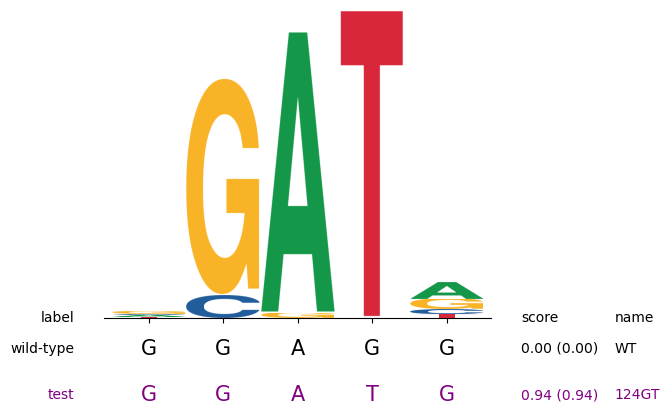 G A T A
C G G C T
label score name
wild-type G G A G G 0.00 (0.00) WT
test G G A T G 0.94 (0.94) 124GT